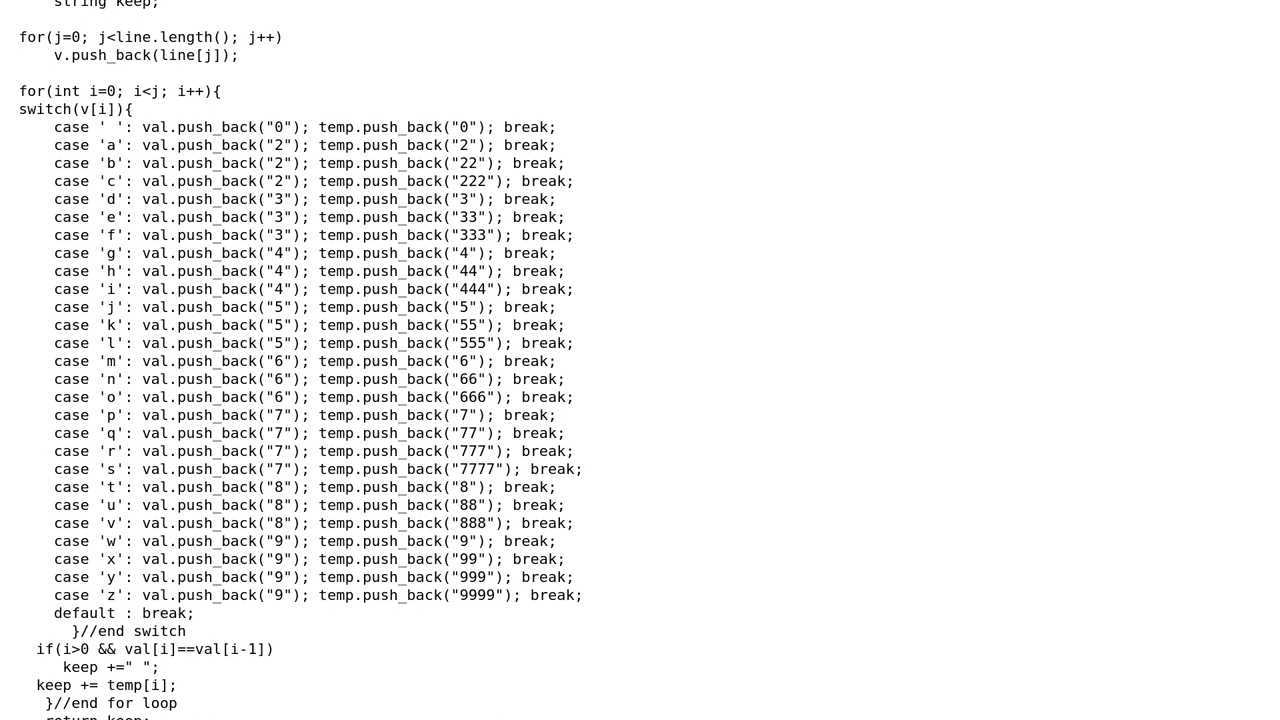 string keep;
for(j=0; j<line.length(); j++)
v.push_back(line[j]);
for(int i=0; i<j; i++){
switch(v[i]){
case ' ': val.push_back("0"); temp.push_back("0"); break;
case 'a': val.push_back("2"); temp.push_back("2"); break;
case 'b': val.push_back("2"); temp.push_back("22"); break;
case 'c': val.push_back("2"); temp.push_back("222"); break;
case 'd': val.push_back("3"); temp.push_back("3"); break;
case 'e': val.push_back("3"); temp.push_back("33"); break;
case 'f': val.push_back("3"); temp.push_back("333"); break;
case 'g': val.push_back("4"); temp.push_back("4"); break;
case 'h': val.push_back("4"); temp.push_back("44"); break;
case 'i': val.push_back("4"); temp.push_back("444"); break;
case 'j': val.push_back("5"); temp.push_back("5"); break;
case 'k': val.push_back("5"); temp.push_back("55"); break;
case 'l': val.push_back("5"); temp.push_back("555"); break;
case 'm': val.push_back("6"); temp.push_back("6"); break;
case 'n': val.push_back("6"); temp.push_back("66"); break;
case 'o': val.push_back("6"); temp.push_back("666"); break;
case 'p': val.push_back("7"); temp.push_back("7"); break;
case 'q': val.push_back("7"); temp.push_back("77"); break;
case 'r': val.push_back("7"); temp.push_back("777"); break;
case 's': val.push_back("7"); temp.push_back("7777"); break;
case 't': val.push_back("8"); temp.push_back("8"); break;
case 'u': val.push_back("8"); temp.push_back("88"); break;
case 'v': val.push_back("8"); temp.push_back("888"); break;
case 'w': val.push_back("9"); temp.push_back("9"); break;
case 'x': val.push_back("9"); temp.push_back("99"); break;
case 'y': val.push_back("9"); temp.push_back("999"); break;
case 'z': val.push_back("9"); temp.push_back("9999"); break;
default : break;
}//end switch
if(i>0 && val[i]==val[i-1])
keep +=" ";
keep += temp[i];
}//end for loop
return keep;